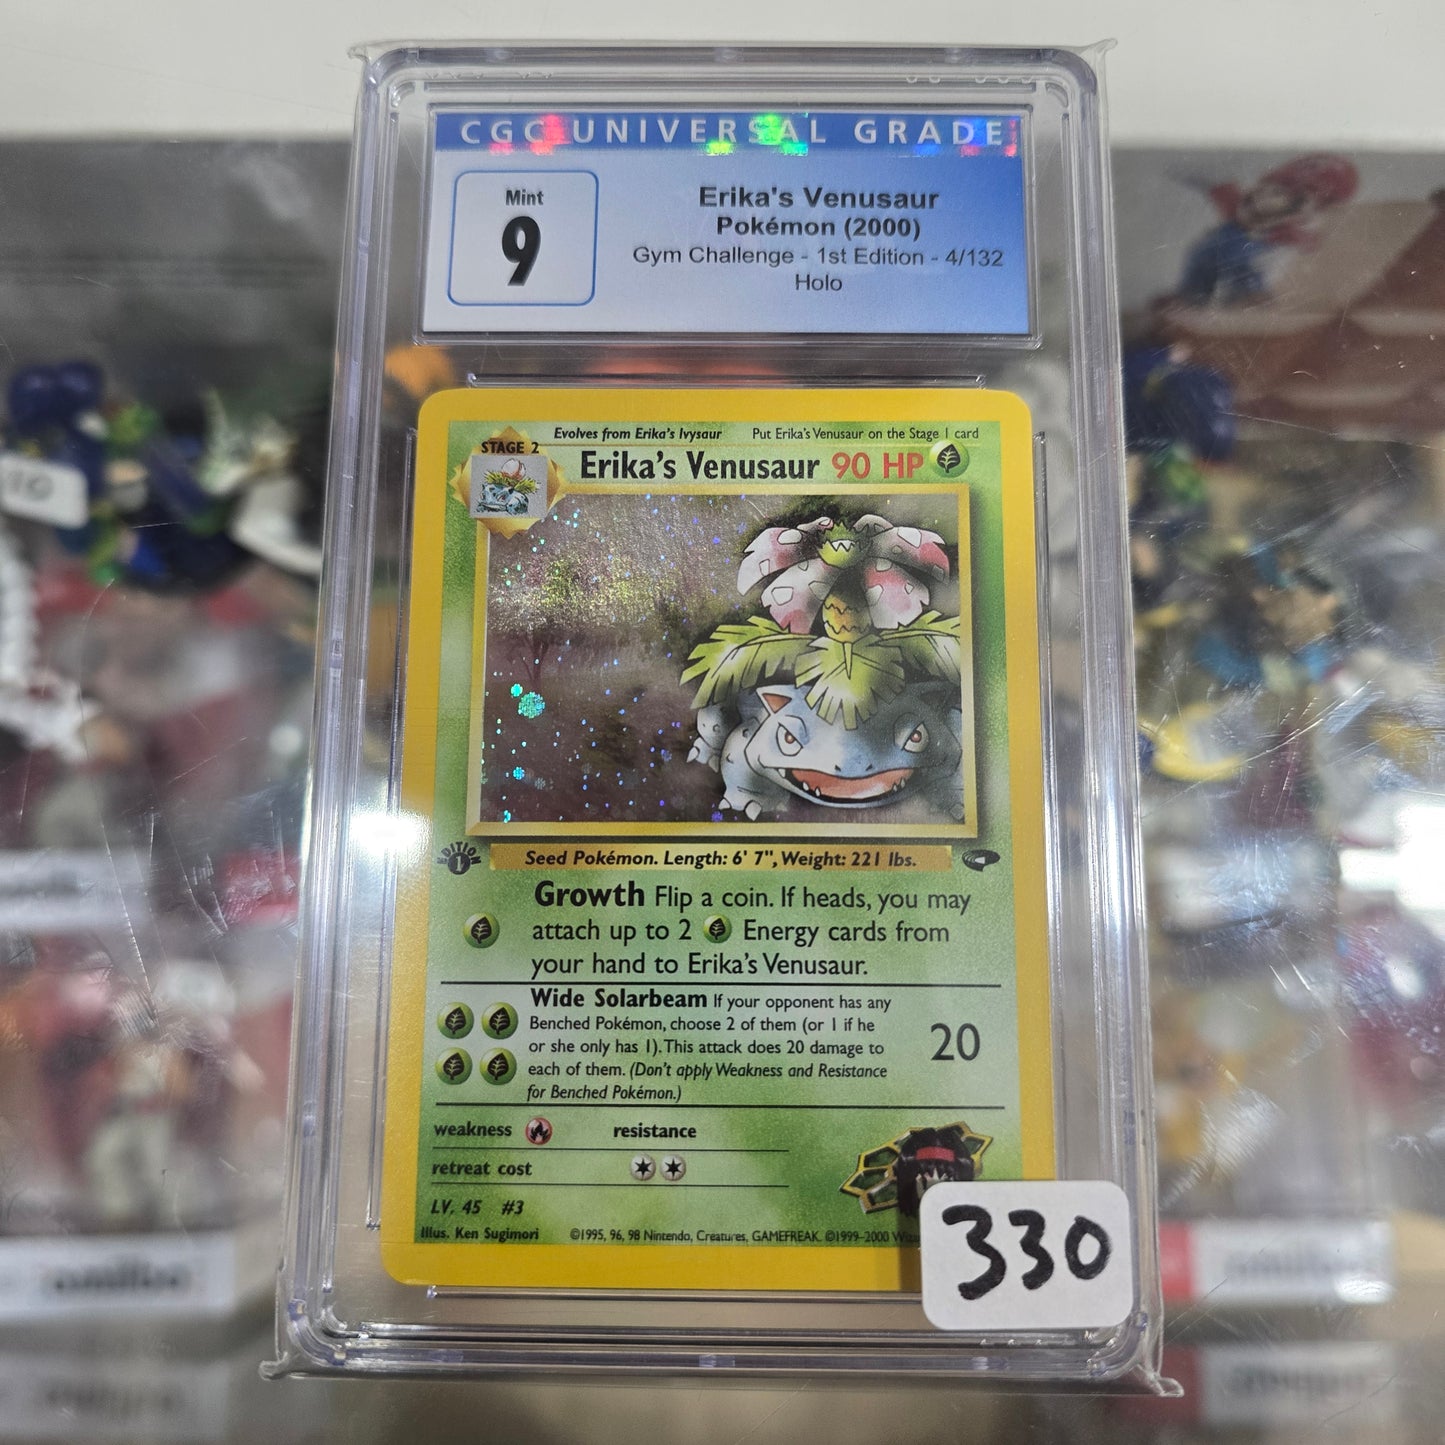 CGC UNIVERSAL GRADE
Mint
9
Erika's Venusaur
Pokémon (2000)
Gym Challenge - 1st Edition - 4/132
Holo
STAGE 2
Evolves from Erika's Ivysaur
Put Erika's Venusaur on the Stage 1 card
Erika's Venusaur 90 HP
EDITION
1
Seed Pokémon. Length: 6' 7", Weight: 221 lbs.
Growth Flip a coin. If heads, you may
attach up to 2 Energy cards from
your hand to Erika's Venusaur.
Wide Solarbeam If your opponent has any
Benched Pokémon, choose 2 of them (or 1 if he
or she only has 1). This attack does 20 damage to
each of them. (Don't apply Weakness and Resistance
for Benched Pokémon.)
20
weakness
resistance
retreat cost
LV. 45 #3
Illus. Ken Sugimori
©1995, 96, 98 Nintendo, Creatures, GAMEFREAK. ©1999-2000
330
amiibo